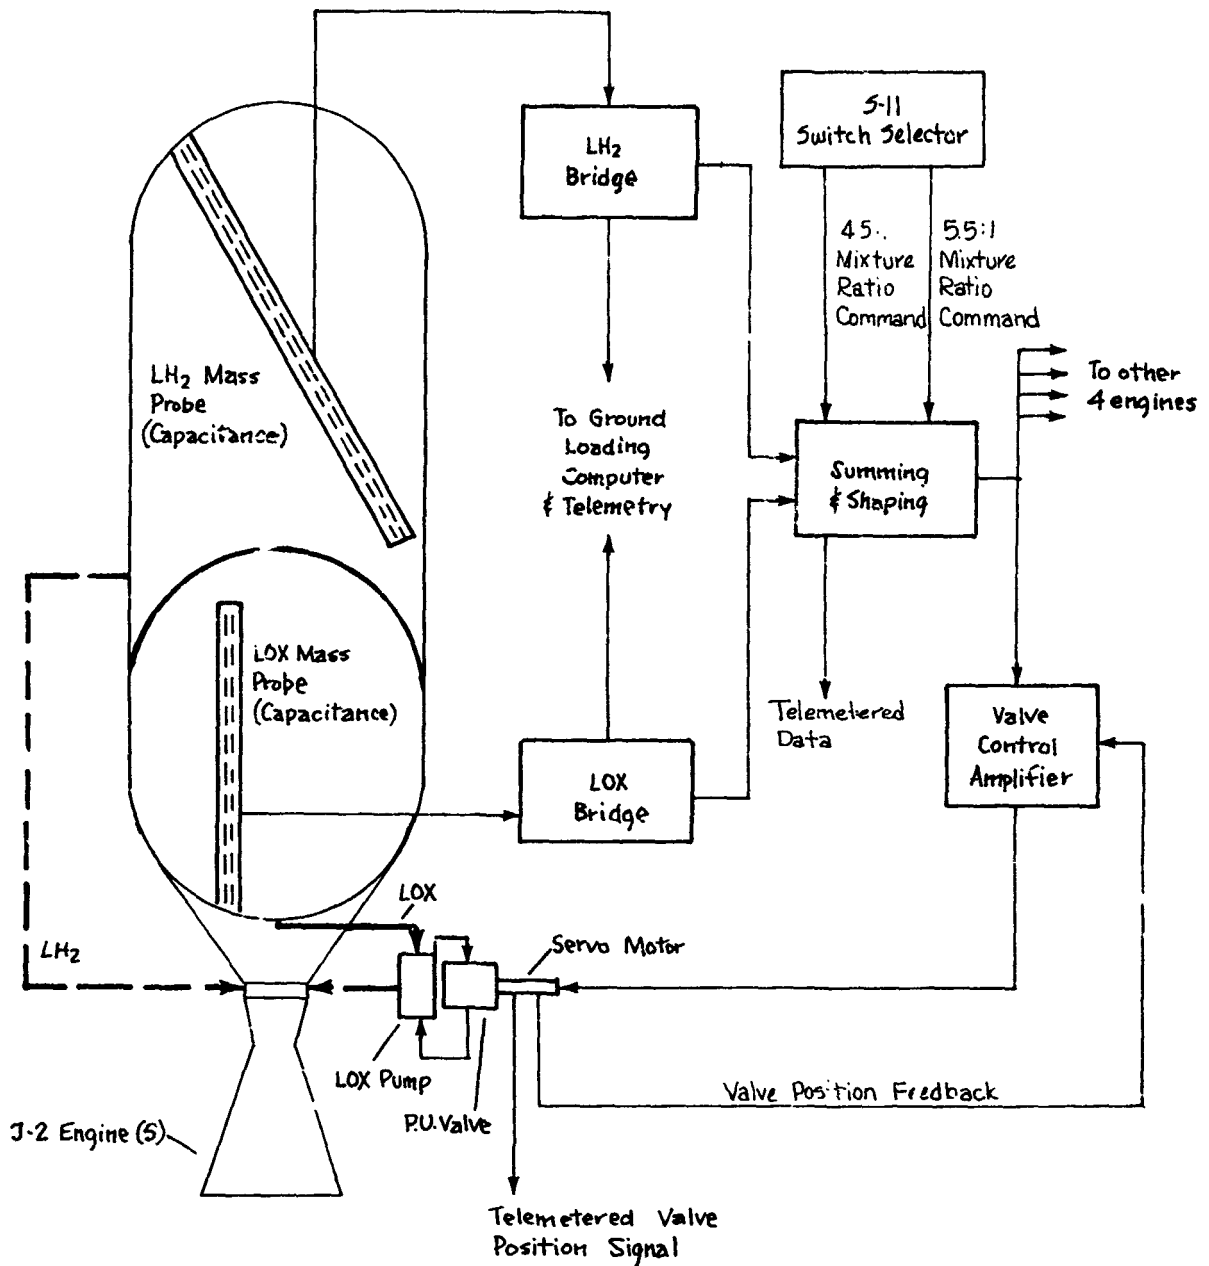 S-11
Switch Selector
LH2
Bridge
4.5:.
Mixture
Ratio
Command
5.5:1
Mixture
Ratio
Command
To other
4 engines
LH2 Mass
Probe
(Capacitance)
To Ground
Loading
Computer
& Telemetry
Summing
& Shaping
LOX Mass
Probe
(Capacitance)
Telemetered
Data
Valve
Control
Amplifier
LOX
Bridge
LOX
LH2
Servo Motor
LOX Pump
P.U. Valve
Valve Position Feedback
J-2 Engine (5)
Telemetered Valve
Position Signal